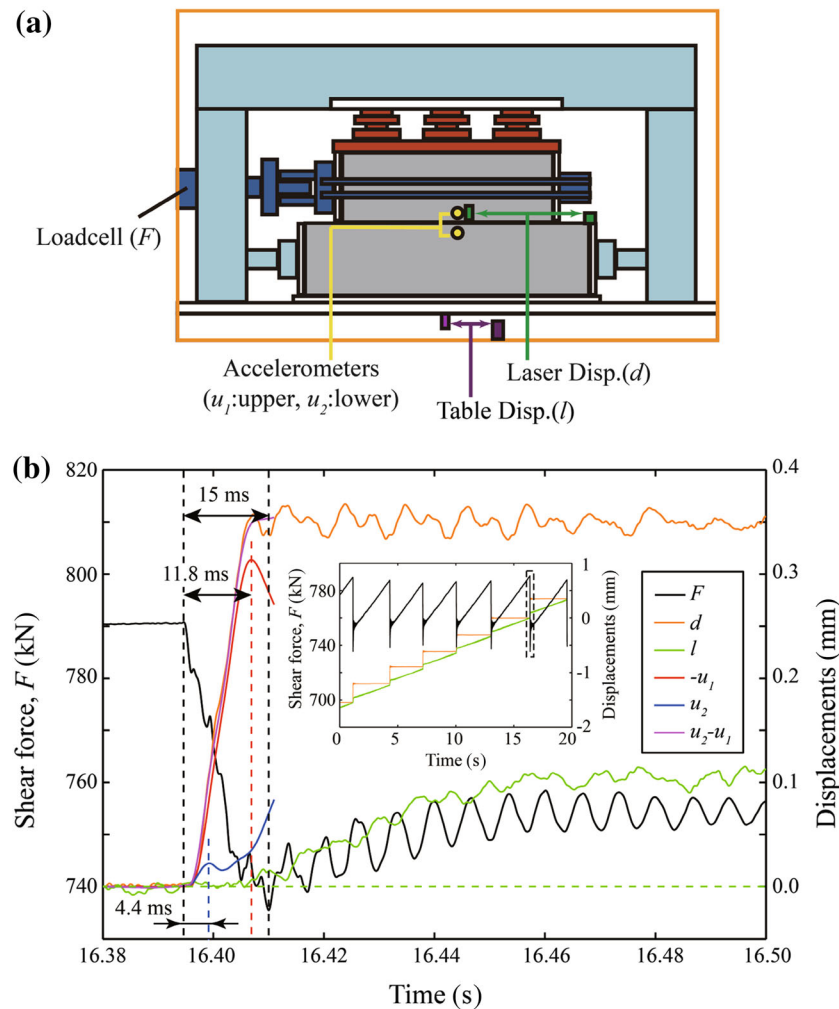 (a)
Loadcell (F)
Accelerometers
(u1:upper, u2:lower)
Laser Disp.(d)
Table Disp.(l)
(b)
820
800
780
760
740
Shear force, F (kN)
0.4
0.3
0.2
0.1
0.0
Displacements (mm)
15 ms
11.8 ms
4.4 ms
780
760
740
700
Shear force, F (kN)
1
0
-1
-2
Displacements (mm)
0
5
10
15
20
Time (s)
F
d
l
-u1
u2
u2-u1
16.38
16.40
16.42
16.44
16.46
16.48
16.50
Time (s)